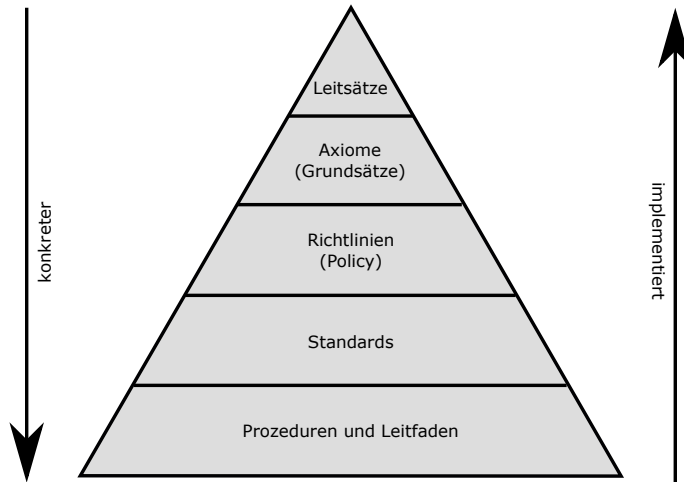 Leitsätze
Axiome
(Grundsätze)
Richtlinien
(Policy)
Standards
Prozeduren und Leitfaden
konkreter
implementiert